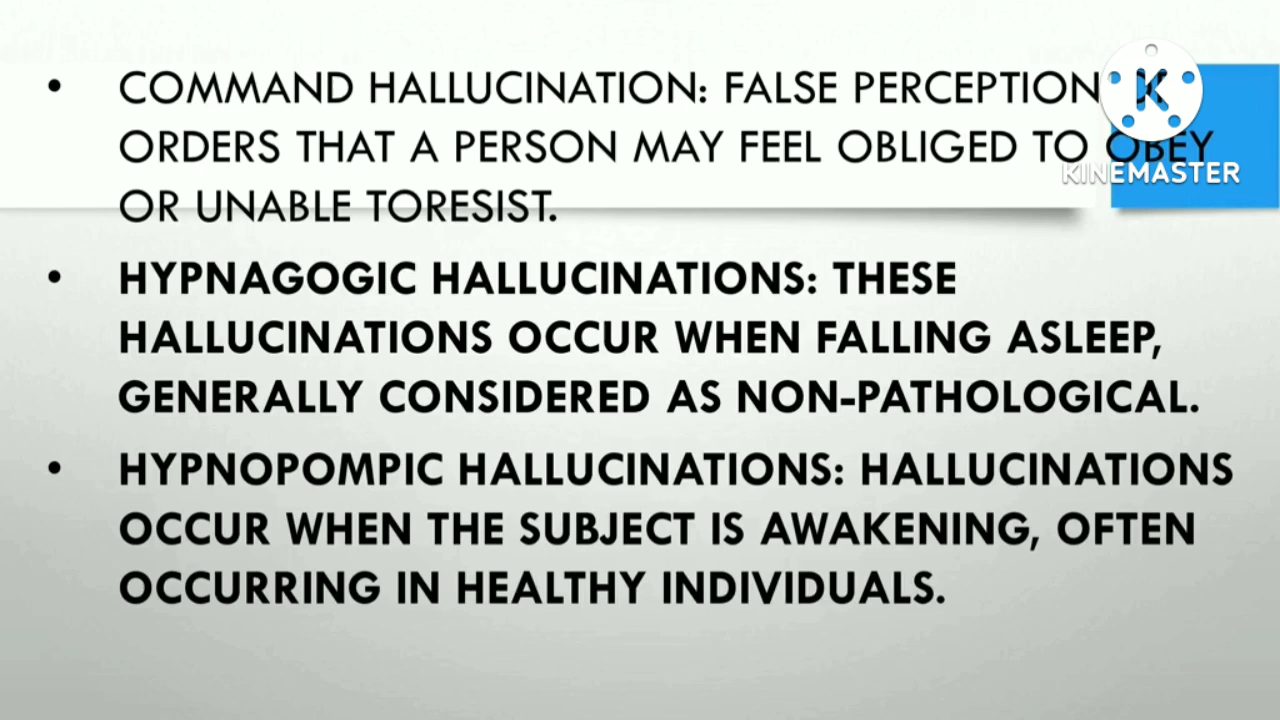 • COMMAND HALLUCINATION: FALSE PERCEPTION
ORDERS THAT A PERSON MAY FEEL OBLIGED TO OBEY
OR UNABLE TORESIST.
• HYPNAGOGIC HALLUCINATIONS: THESE
HALLUCINATIONS OCCUR WHEN FALLING ASLEEP,
GENERALLY CONSIDERED AS NON-PATHOLOGICAL.
• HYPNOPOMPIC HALLUCINATIONS: HALLUCINATIONS
OCCUR WHEN THE SUBJECT IS AWAKENING, OFTEN
OCCURRING IN HEALTHY INDIVIDUALS.
K
KINEMASTER